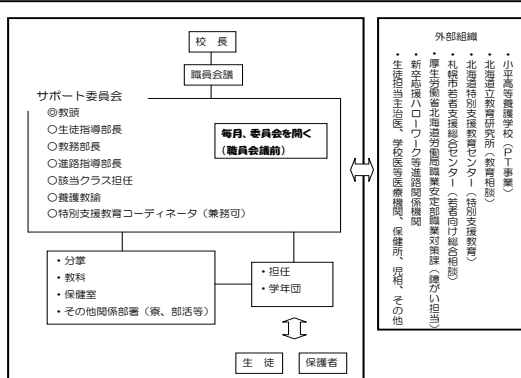 校 長
職員会議
サポート委員会
◎教頭
○生徒指導部長
○教務部長
○進路指導部長
○該当クラス担任
○養護教諭
○特別支援教育コーディネータ（兼務可）
毎月、委員会を開く
（職員会議前）
・分掌
・教科
・保健室
・その他関係部署（寮、部活等）
・担任
・学年団
生 徒
保護者
外部組織
・小平高等養護学校（ＰＴ事業）
・北海道立教育研究所（教育相談）
・北海道特別支援教育センター（特別支援教育）
・札幌市若者支援総合センター（若者向け総合相談）
・厚生労働省北海道労働局職業安定部職業対策課（障がい担当）
・新卒応援ハローワーク等進路関係機関
・生徒担当主治医、学校医等医療機関、保健所、児相、その他